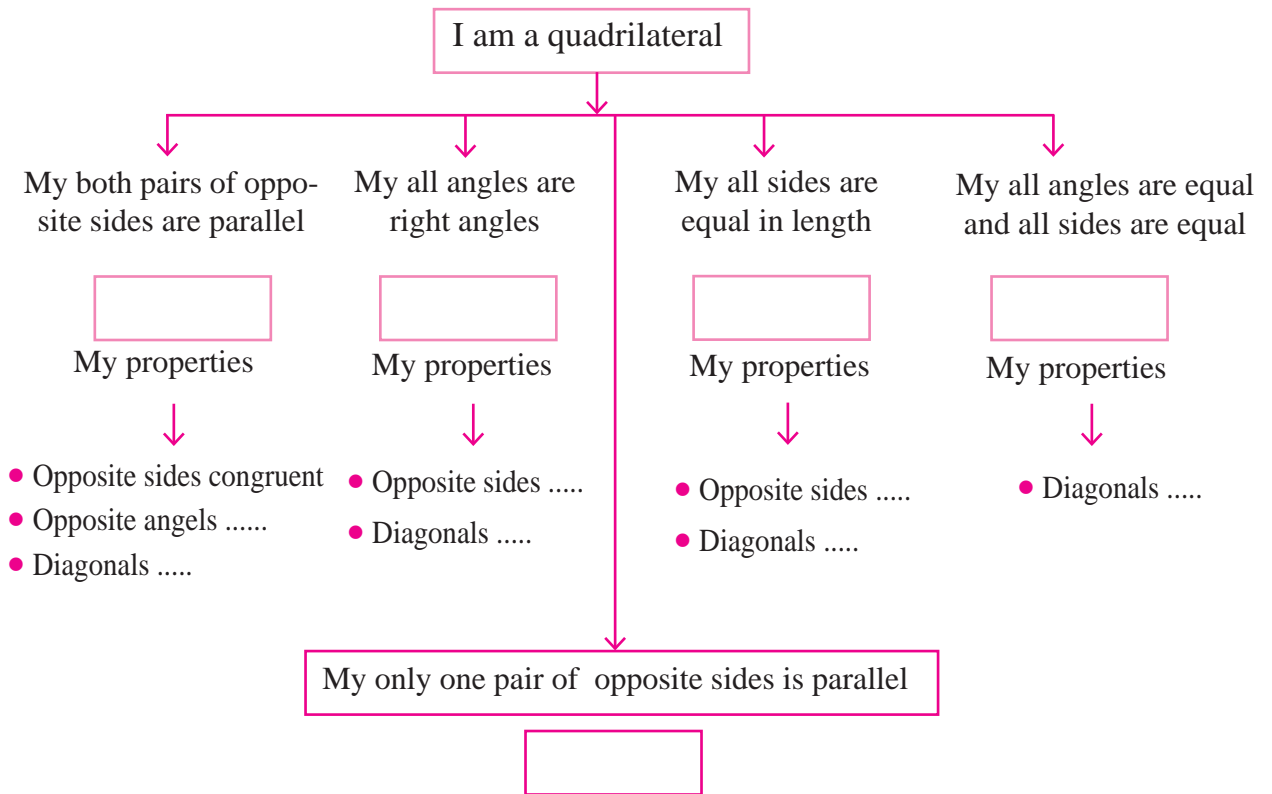 I am a quadrilateral
My both pairs of oppo-
site sides are parallel
My all angles are
right angles
My all sides are
equal in length
My all angles are equal
and all sides are equal
My properties
My properties
My properties
My properties
• Opposite sides congruent
• Opposite angels ......
• Diagonals .....
• Opposite sides .....
• Diagonals .....
• Opposite sides .....
• Diagonals .....
• Diagonals .....
My only one pair of opposite sides is parallel